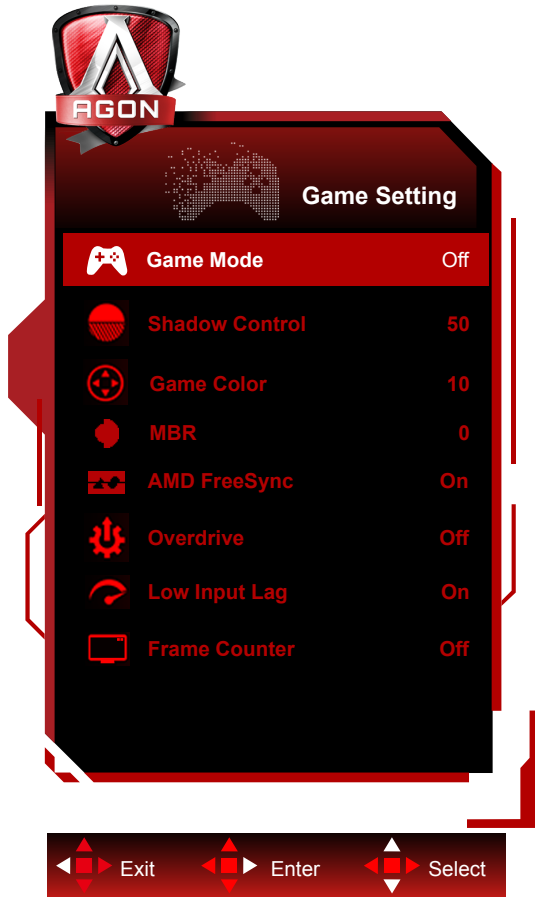 AGON
Game Setting
Game Mode Off
Shadow Control 50
Game Color 10
MBR 0
AMD FreeSync On
Overdrive Off
Low Input Lag On
Frame Counter Off
Exit Enter Select